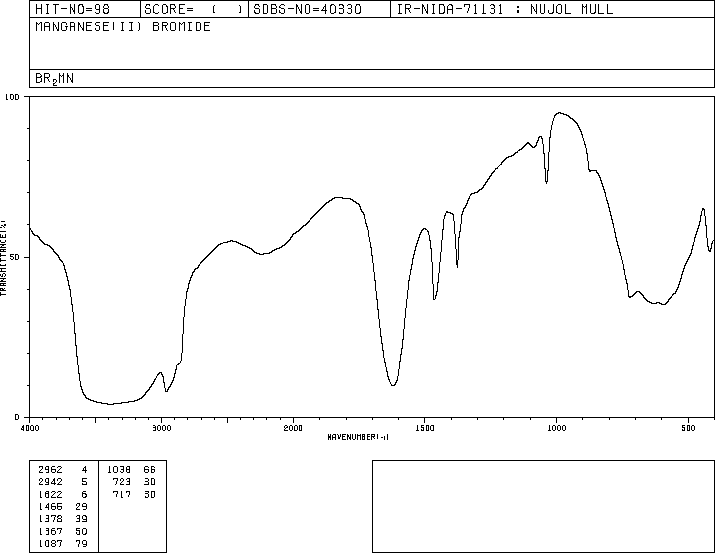 HIT-NO=98 SCORE= ( ) SDBS-NO=40330 IR-NIDA-71131 : NUJOL MULL
MANGANESE(II) BROMIDE
BR2MN
100
50
0
TRANSMITTANCE(%)
4000 3000 2000 1500 1000 500
WAVENUMBER(-1)
2962 4 1038 66
2942 5 723 30
1622 6 717 30
1465 29
1378 39
1367 50
1087 79